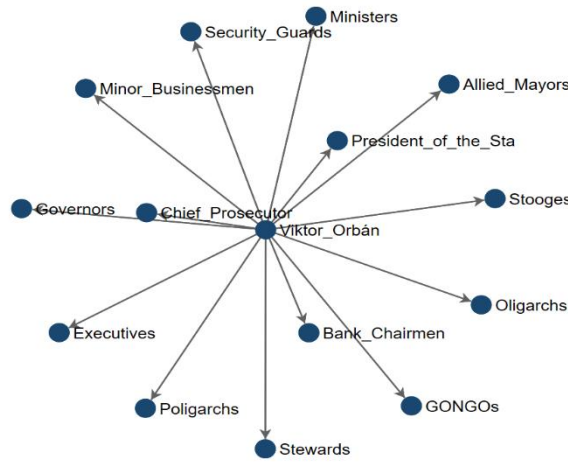 Ministers
Security_Guards
Allied_Mayors
Minor_Businessmen
President_of_the_Sta
Stooges
Governors
Chief_Prosecutor
Viktor_Orbán
Oligarchs
Executives
Bank_Chairmen
Poligarchs
GONGOs
Stewards